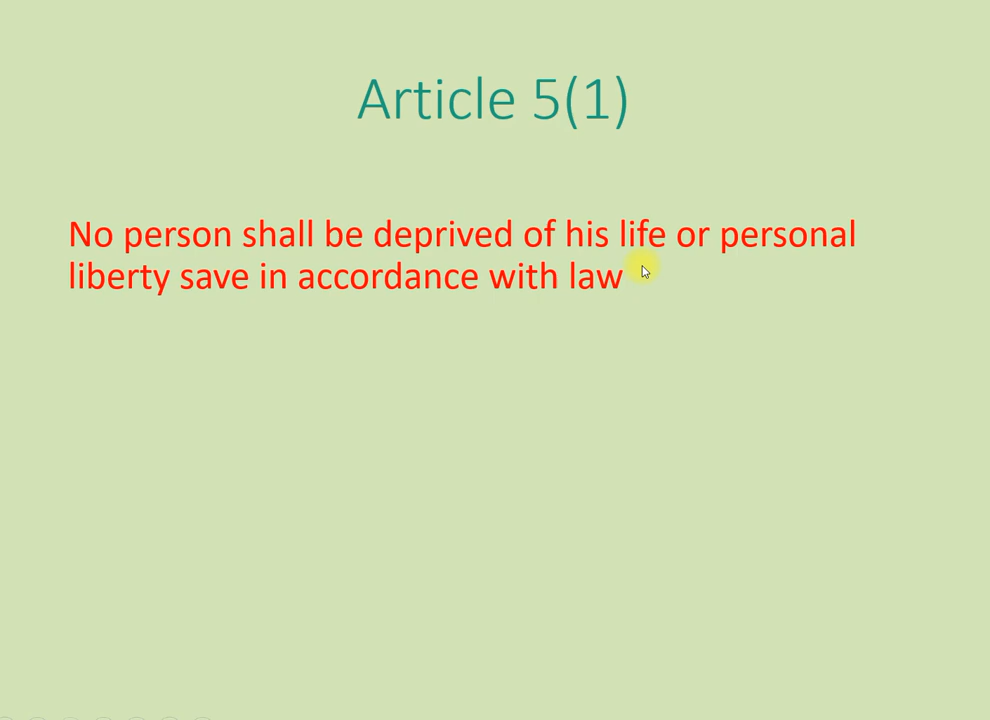 Article 5(1)
No person shall be deprived of his life or personal
liberty save in accordance with law